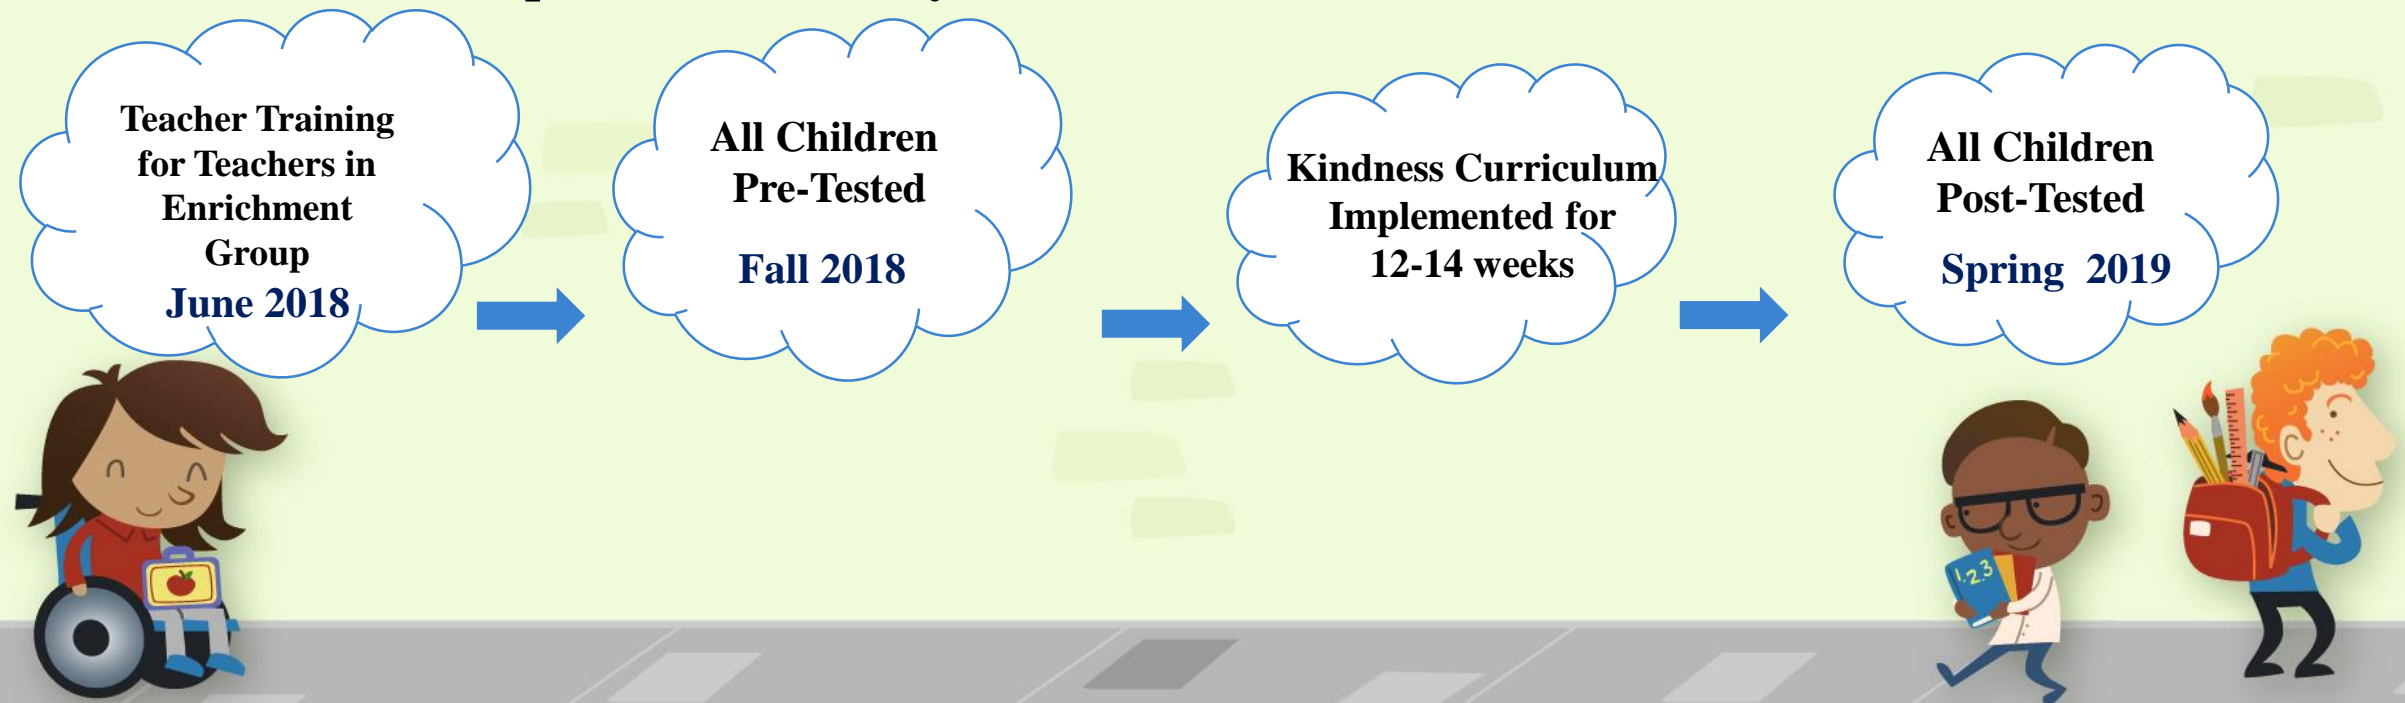 Teacher Training
for Teachers in
Enrichment
Group
June 2018
All Children
Pre-Tested
Fall 2018
Kindness Curriculum
Implemented for
12-14 weeks
All Children
Post-Tested
Spring 2019
1.2.3